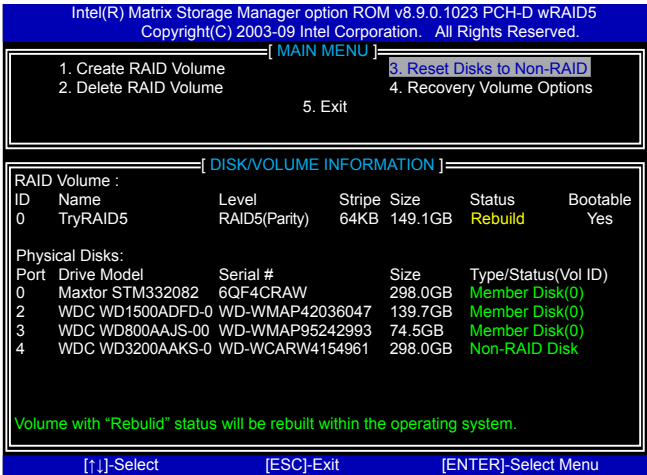 Intel(R) Matrix Storage Manager option ROM v8.9.0.1023 PCH-D wRAID5
Copyright(C) 2003-09 Intel Corporation. All Rights Reserved.
[ MAIN MENU ]
1. Create RAID Volume 3. Reset Disks to Non-RAID
2. Delete RAID Volume 4. Recovery Volume Options
5. Exit
[ DISK/VOLUME INFORMATION ]
RAID Volume :
ID Name Level Stripe Size Status Bootable
0 TryRAID5 RAID5(Parity) 64KB 149.1GB Rebuild Yes
Physical Disks:
Port Drive Model Serial # Size Type/Status(Vol ID)
0 Maxtor STM332082 6QF4CRAW 298.0GB Member Disk(0)
2 WDC WD1500ADFD-0 WD-WMAP42036047 139.7GB Member Disk(0)
3 WDC WD800AAJS-00 WD-WMAP95242993 74.5GB Member Disk(0)
4 WDC WD3200AAKS-0 WD-WCARW4154961 298.0GB Non-RAID Disk
Volume with “Rebulid” status will be rebuilt within the operating system.
[↑↓]-Select [ESC]-Exit [ENTER]-Select Menu